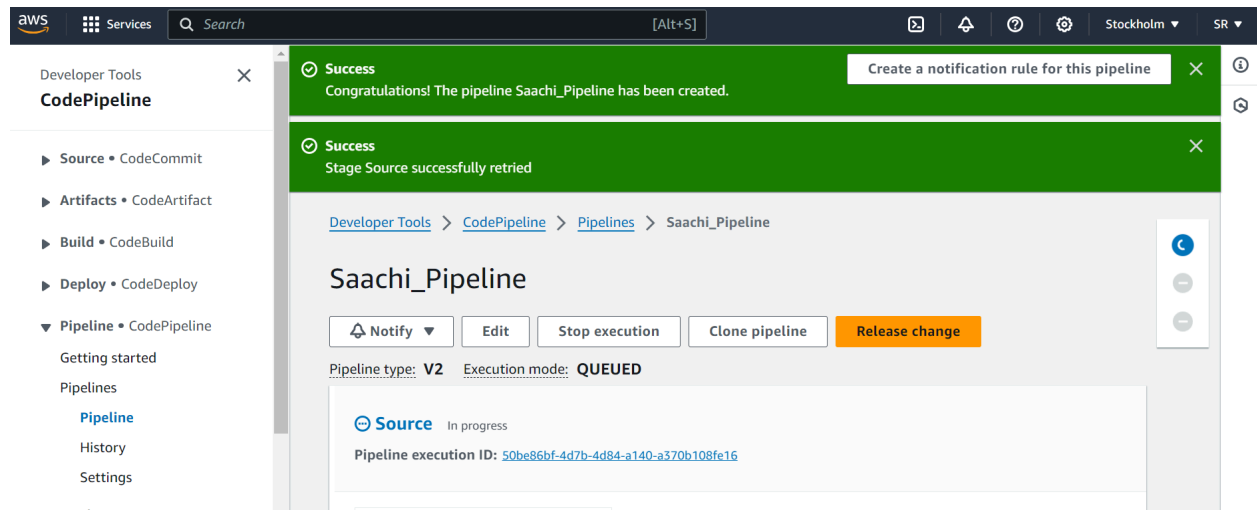 aws Services Search [Alt+S] Stockholm ▼ SR ▼
Developer Tools
CodePipeline
Source • CodeCommit
Artifacts • CodeArtifact
Build • CodeBuild
Deploy • CodeDeploy
Pipeline • CodePipeline
Getting started
Pipelines
Pipeline
History
Settings
Success
Congratulations! The pipeline Saachi_Pipeline has been created.
Create a notification rule for this pipeline
Success
Stage Source successfully retried
Developer Tools > CodePipeline > Pipelines > Saachi_Pipeline
Saachi_Pipeline
Notify ▼ Edit Stop execution Clone pipeline Release change
Pipeline type: V2 Execution mode: QUEUED
Source In progress
Pipeline execution ID: 50be86bf-4d7b-4d84-a140-a370b108fe16